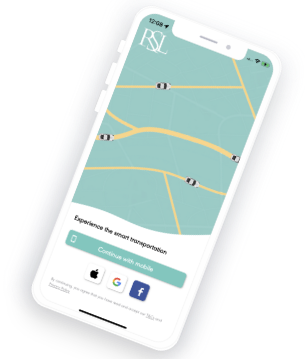 12:08
RSL
Experience the smart transportation
Continue with mobile
By continuing, you agree that you have read and accept our T&Cs and
Privacy Policy